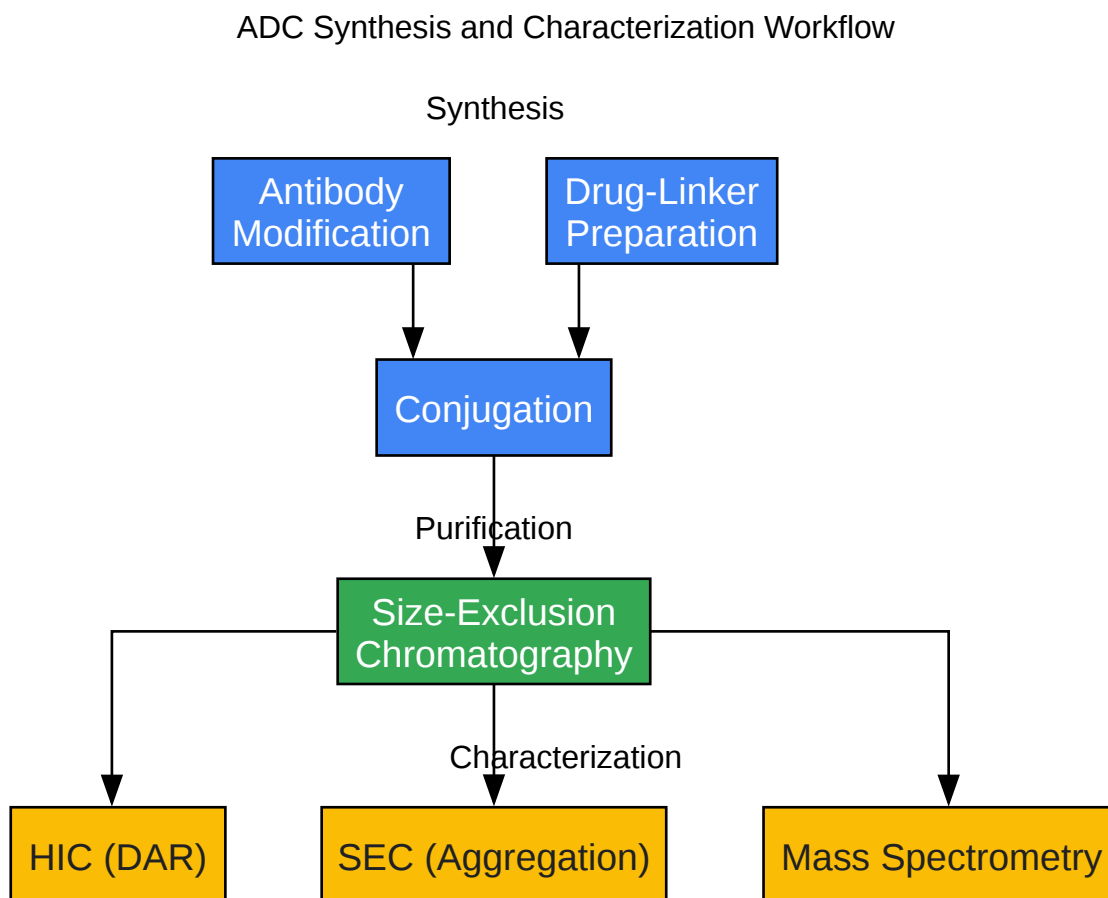 ADC Synthesis and Characterization Workflow
Synthesis
Antibody
Modification
Drug-Linker
Preparation
Conjugation
Purification
Size-Exclusion
Chromatography
Characterization
HIC (DAR)
SEC (Aggregation)
Mass Spectrometry